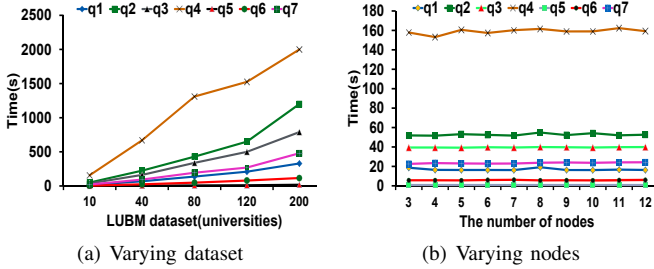 q1 q2 q3 q4 q5 q6 q7
2500
2000
1500
1000
500
0
Time(s)
10 40 80 120 200
LUBM dataset(universities)
(a) Varying dataset
q1 q2 q3 q4 q5 q6 q7
180
160
140
120
100
80
60
40
20
0
Time(s)
3 4 5 6 7 8 9 10 11 12
The number of nodes
(b) Varying nodes